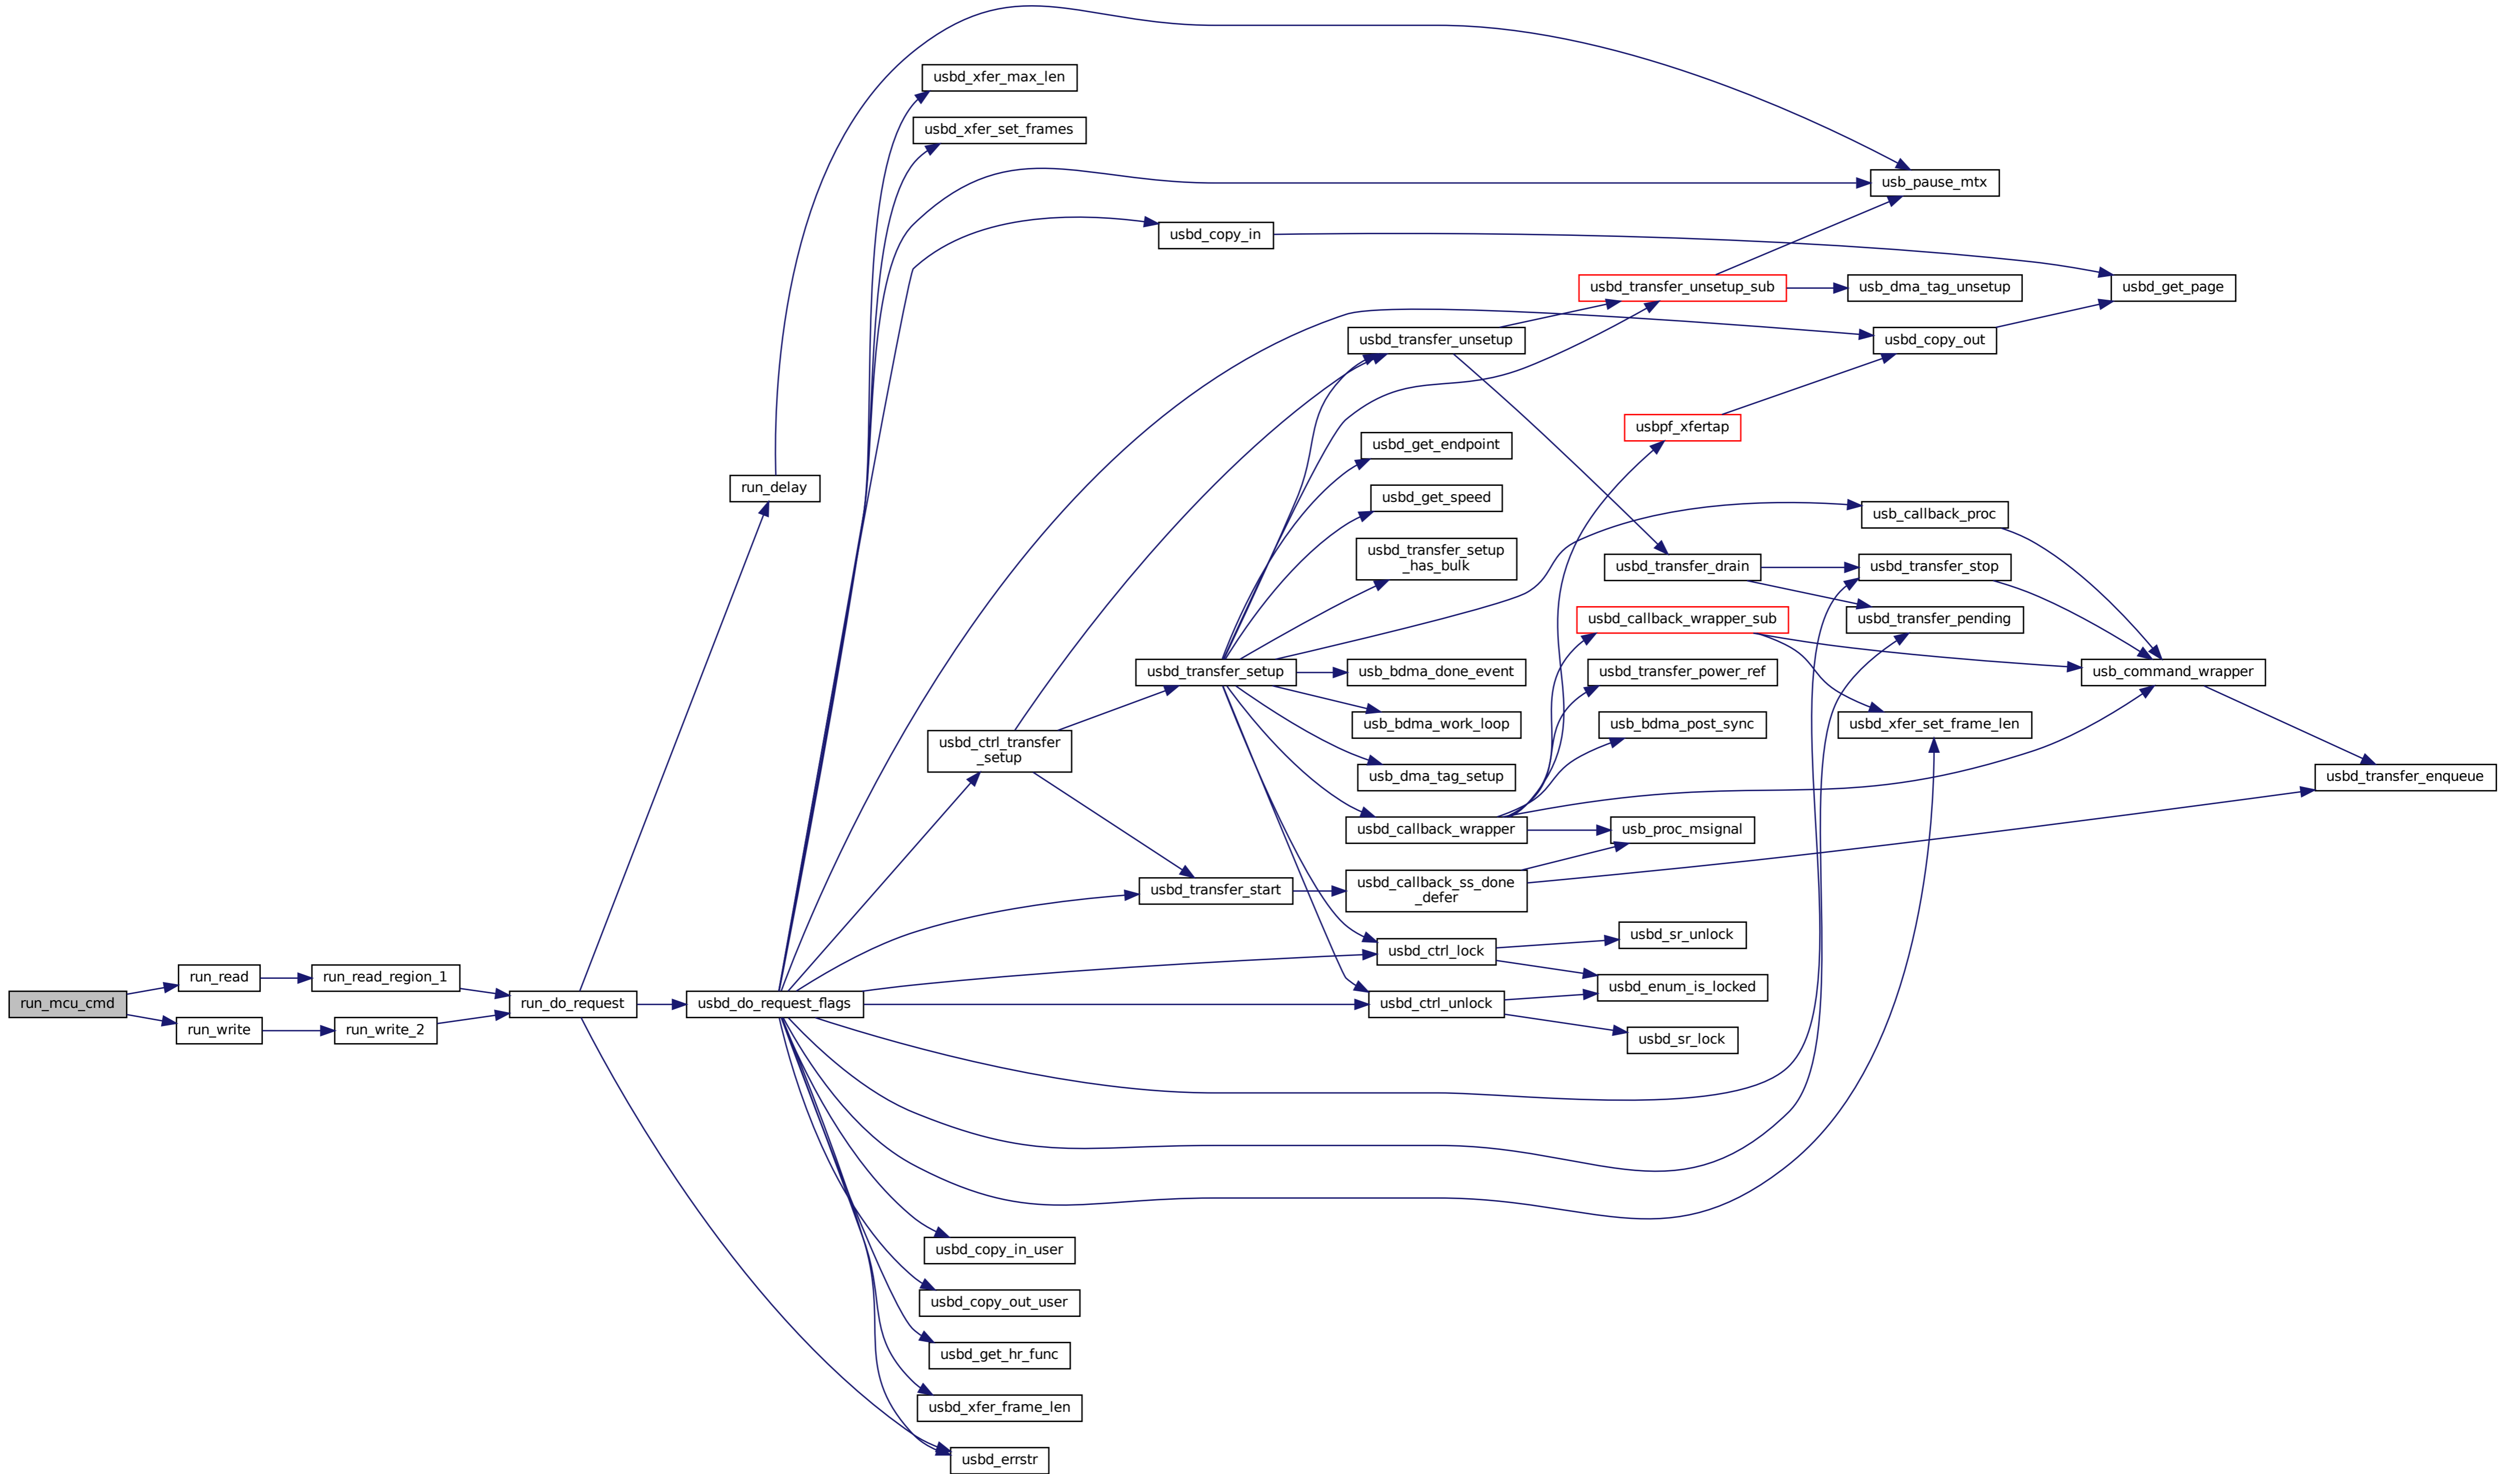 usbd_xfer_max_len
usbd_xfer_set_frames
usb_pause_mtx
usbd_copy_in
usbd_transfer_unsetup_sub
usb_dma_tag_unsetup
usbd_get_page
usbd_transfer_unsetup
usbd_copy_out
usbpf_xfertap
usbd_get_endpoint
run_delay
usbd_get_speed
usb_callback_proc
usbd_transfer_setup
_has_bulk
usbd_transfer_drain
usbd_transfer_stop
usbd_callback_wrapper_sub
usbd_transfer_pending
usbd_transfer_setup
usb_bdma_done_event
usbd_transfer_power_ref
usb_command_wrapper
usbd_ctrl_transfer
_setup
usb_bdma_work_loop
usb_bdma_post_sync
usbd_xfer_set_frame_len
usb_dma_tag_setup
usbd_transfer_enqueue
usbd_callback_wrapper
usb_proc_msignal
usbd_transfer_start
usbd_callback_ss_done
_defer
usbd_ctrl_lock
usbd_sr_unlock
run_mcu_cmd
run_read
run_read_region_1
run_do_request
usbd_do_request_flags
usbd_ctrl_unlock
usbd_enum_is_locked
run_write
run_write_2
usbd_sr_lock
usbd_copy_in_user
usbd_copy_out_user
usbd_get_hr_func
usbd_xfer_frame_len
usbd_errstr